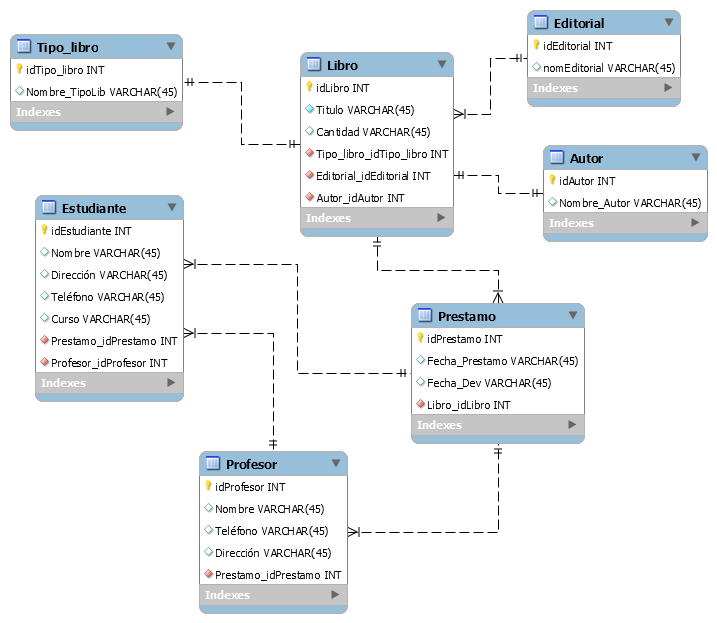 Tipo_libro
idTipo_libro INT
Nombre_TipoLib VARCHAR(45)
Indexes
Libro
idLibro INT
Titulo VARCHAR(45)
Cantidad VARCHAR(45)
Tipo_libro_idTipo_libro INT
Editorial_idEditorial INT
Autor_idAutor INT
Indexes
Editorial
idEditorial INT
nomEditorial VARCHAR(45)
Indexes
Autor
idAutor INT
Nombre_Autor VARCHAR(45)
Indexes
Estudiante
idEstudiante INT
Nombre VARCHAR(45)
Dirección VARCHAR(45)
Teléfono VARCHAR(45)
Curso VARCHAR(45)
Prestamo_idPrestamo INT
Profesor_idProfesor INT
Indexes
Prestamo
idPrestamo INT
Fecha_Prestamo VARCHAR(45)
Fecha_Dev VARCHAR(45)
Libro_idLibro INT
Indexes
Profesor
idProfesor INT
Nombre VARCHAR(45)
Teléfono VARCHAR(45)
Dirección VARCHAR(45)
Prestamo_idPrestamo INT
Indexes